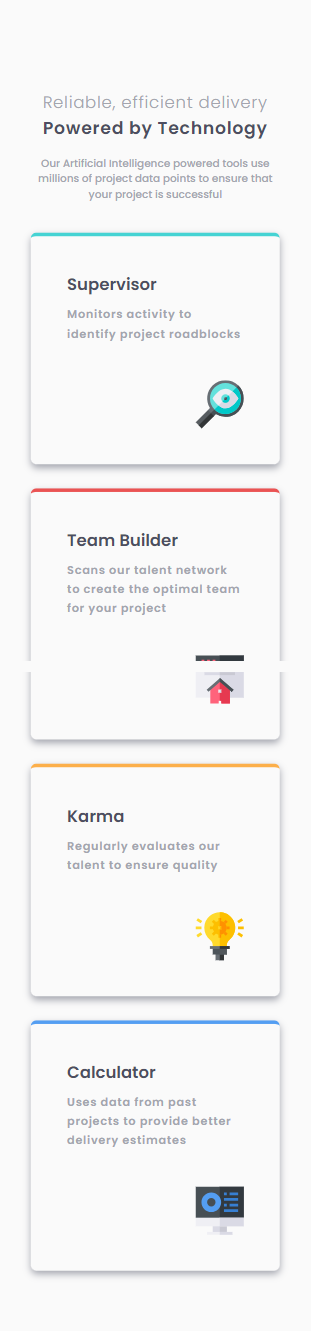 Reliable, efficient delivery
Powered by Technology
Our Artificial Intelligence powered tools use
millions of project data points to ensure that
your project is successful
Supervisor
Monitors activity to
identify project roadblocks
Team Builder
Scans our talent network
to create the optimal team
for your project
Karma
Regularly evaluates our
talent to ensure quality
Calculator
Uses data from past
projects to provide better
delivery estimates